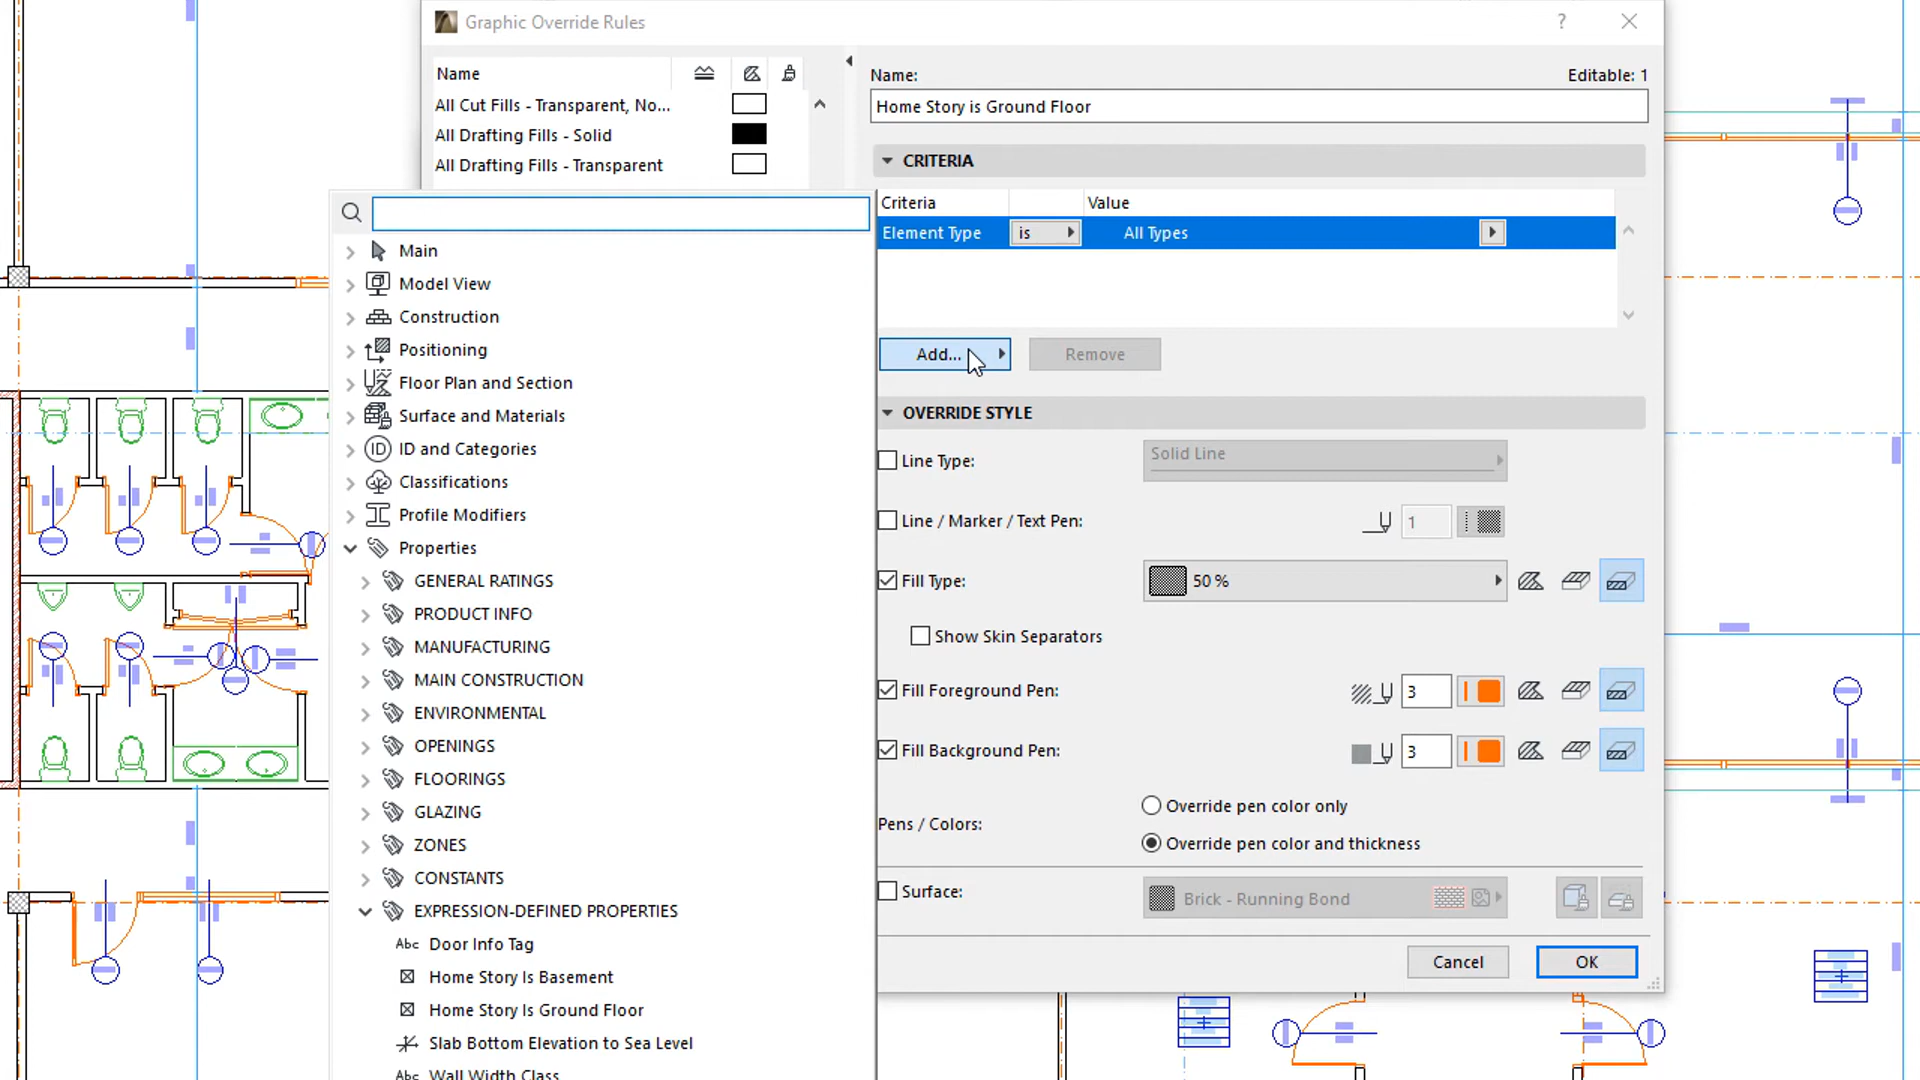 Graphic Override Rules
?
Name
All Cut Fills - Transparent, No...
All Drafting Fills - Solid
All Drafting Fills - Transparent
Name:
Editable: 1
Home Story is Ground Floor
CRITERIA
Criteria
Value
Element Type
is
All Types
Add...
Remove
Main
Model View
Construction
Positioning
Floor Plan and Section
Surface and Materials
ID and Categories
Classifications
Profile Modifiers
Properties
GENERAL RATINGS
PRODUCT INFO
MANUFACTURING
MAIN CONSTRUCTION
ENVIRONMENTAL
OPENINGS
FLOORINGS
GLAZING
ZONES
CONSTANTS
EXPRESSION-DEFINED PROPERTIES
Abc Door Info Tag
Home Story Is Basement
Home Story Is Ground Floor
Slab Bottom Elevation to Sea Level
Abc Wall Width Class
OVERRIDE STYLE
Line Type:
Solid Line
Line / Marker / Text Pen:
1
Fill Type:
50 %
Show Skin Separators
Fill Foreground Pen:
3
Fill Background Pen:
3
Pens / Colors:
Override pen color only
Override pen color and thickness
Surface:
Brick - Running Bond
Cancel
OK